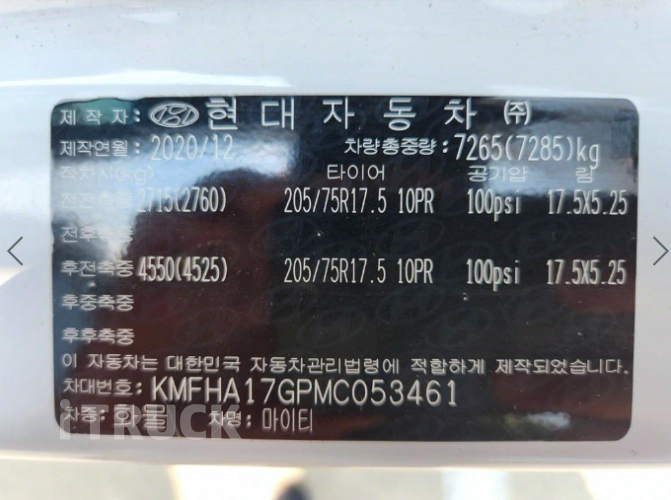 제 작 자: 현 대 자 동 차 ㈜
제작연월: 2020/12 차량총중량: 7265(7285)kg
적차시(kg) 타이어 공기압 림
전전축중 2715(2760) 205/75R17.5 10PR 100psi 17.5X5.25
전후축중
후전축중 4550(4525) 205/75R17.5 10PR 100psi 17.5X5.25
후중축중
후후축중
이 자동차는 대한민국 자동차관리법령에 적합하게 제작되었습니다.
차대번호: KMFHA17GPMC053461
차종: 화물 차명: 마이티
iTRUCK